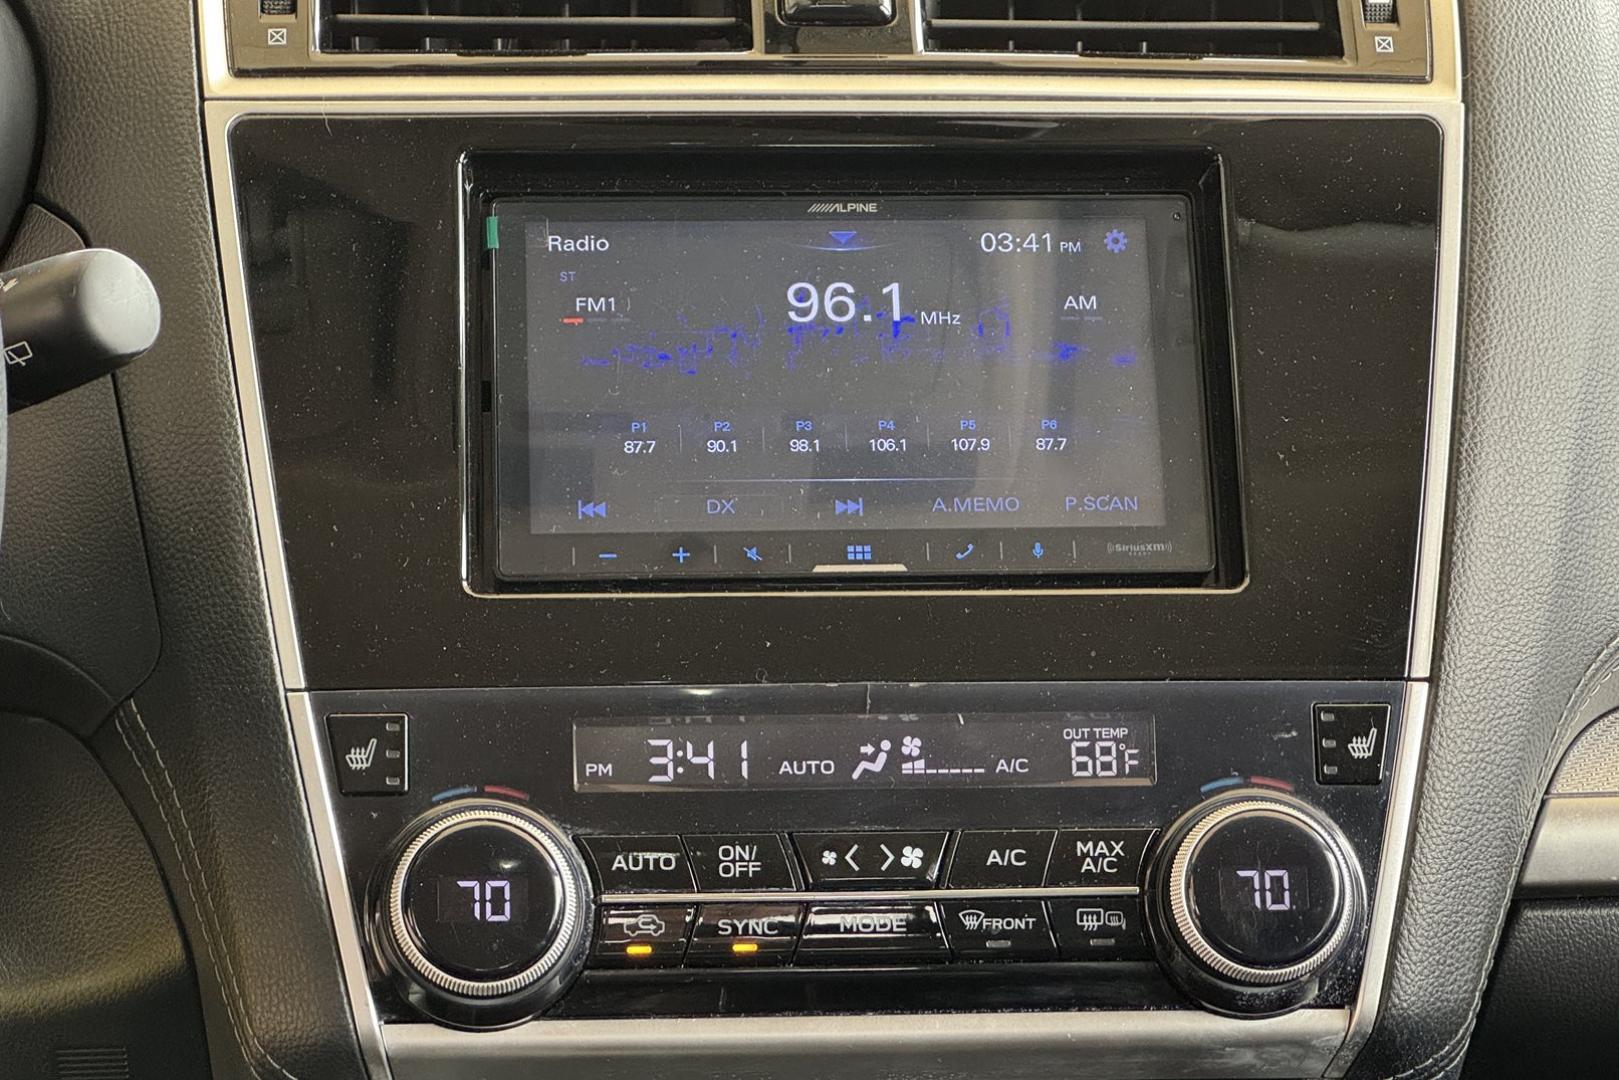 ALPINE
Radio
03:41 PM
ST
FM1
96.1 MHz
AM
P1 P2 P3 P4 P5 P6
87.7 90.1 98.1 106.1 107.9 87.7
DX A.MEMO P.SCAN
SiriusXM
PM 3:41 AUTO A/C
OUT TEMP
68°F
70
70
AUTO ON/OFF A/C MAX A/C
SYNC MODE FRONT